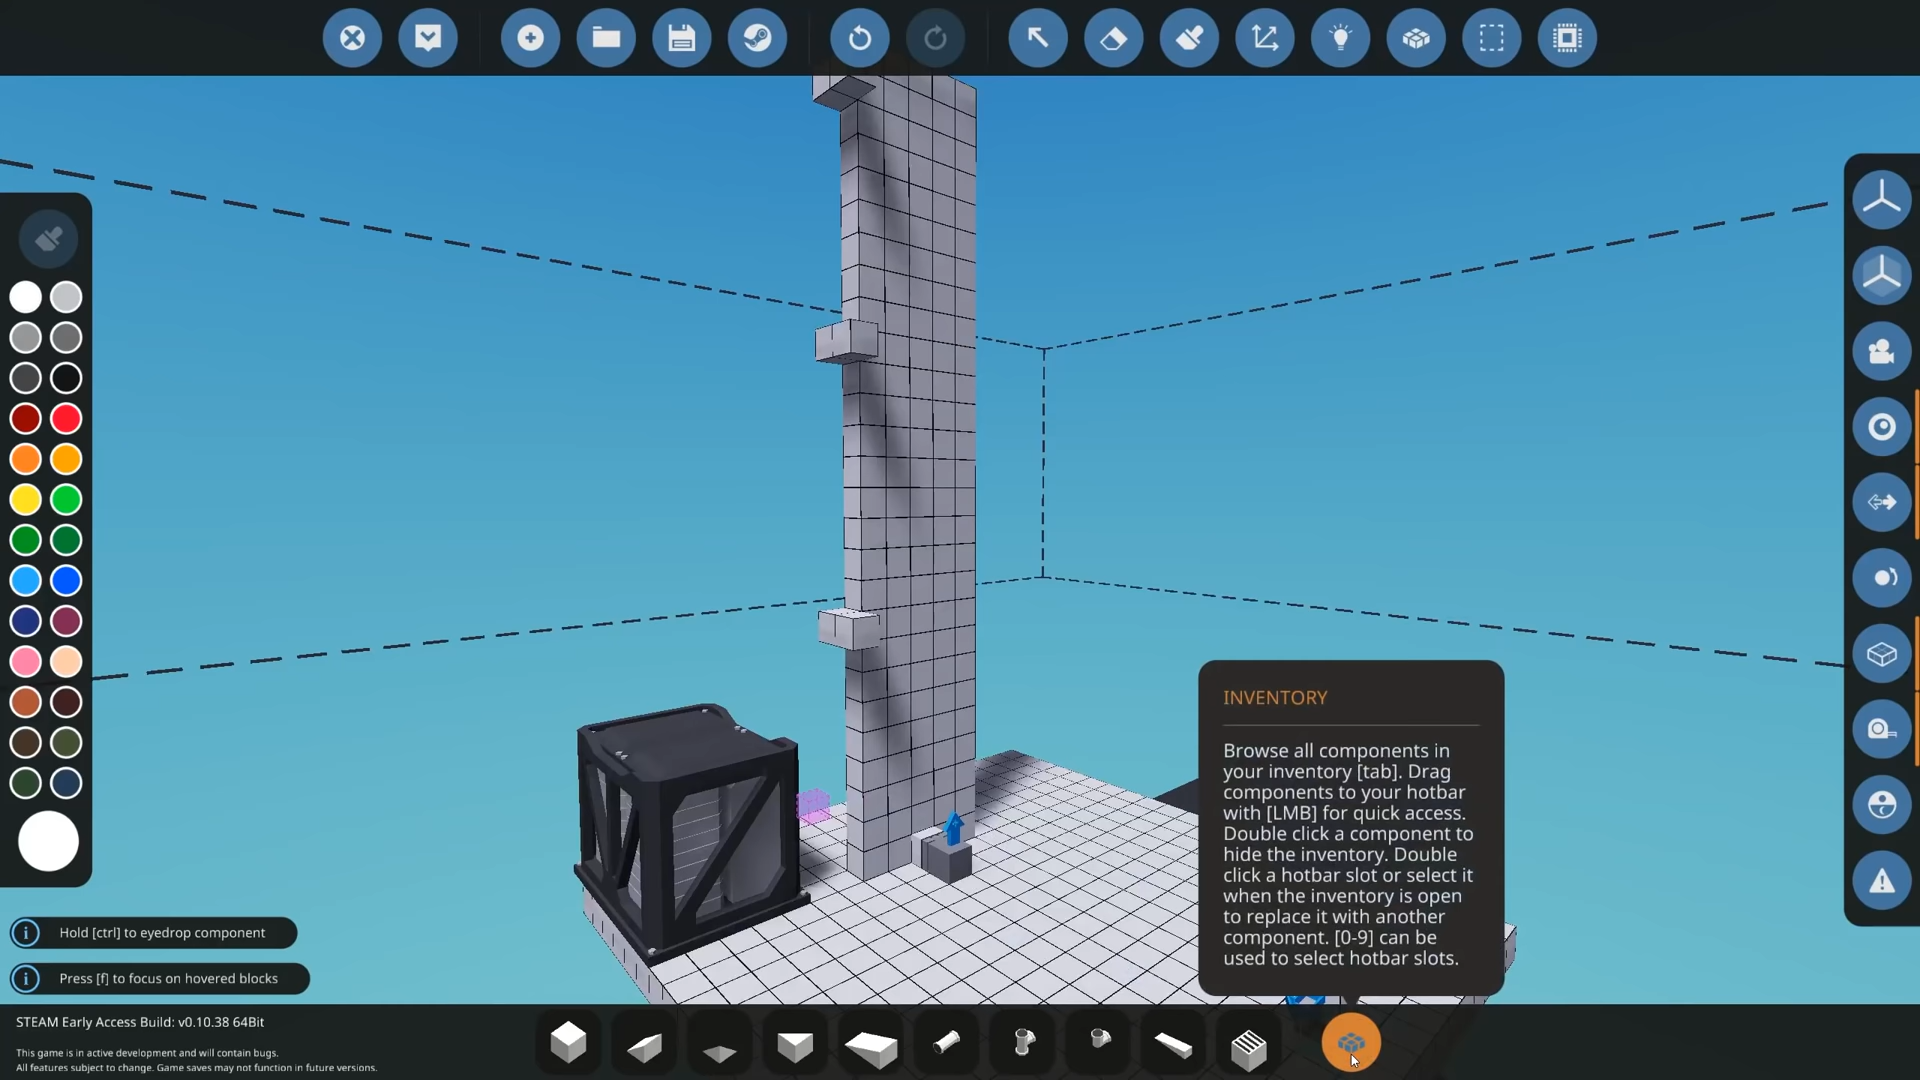 INVENTORY
Browse all components in
your inventory [tab]. Drag
components to your hotbar
with [LMB] for quick access.
Double click a component to
hide the inventory. Double
click a hotbar slot or select it
when the inventory is open
to replace it with another
component. [0-9] can be
used to select hotbar slots.
Hold [ctrl] to eyedrop component
Press [f] to focus on hovered blocks
STEAM Early Access Build: v0.10.38 64Bit
This game is in active development and will contain bugs.
All features subject to change. Game saves may not function in future versions.